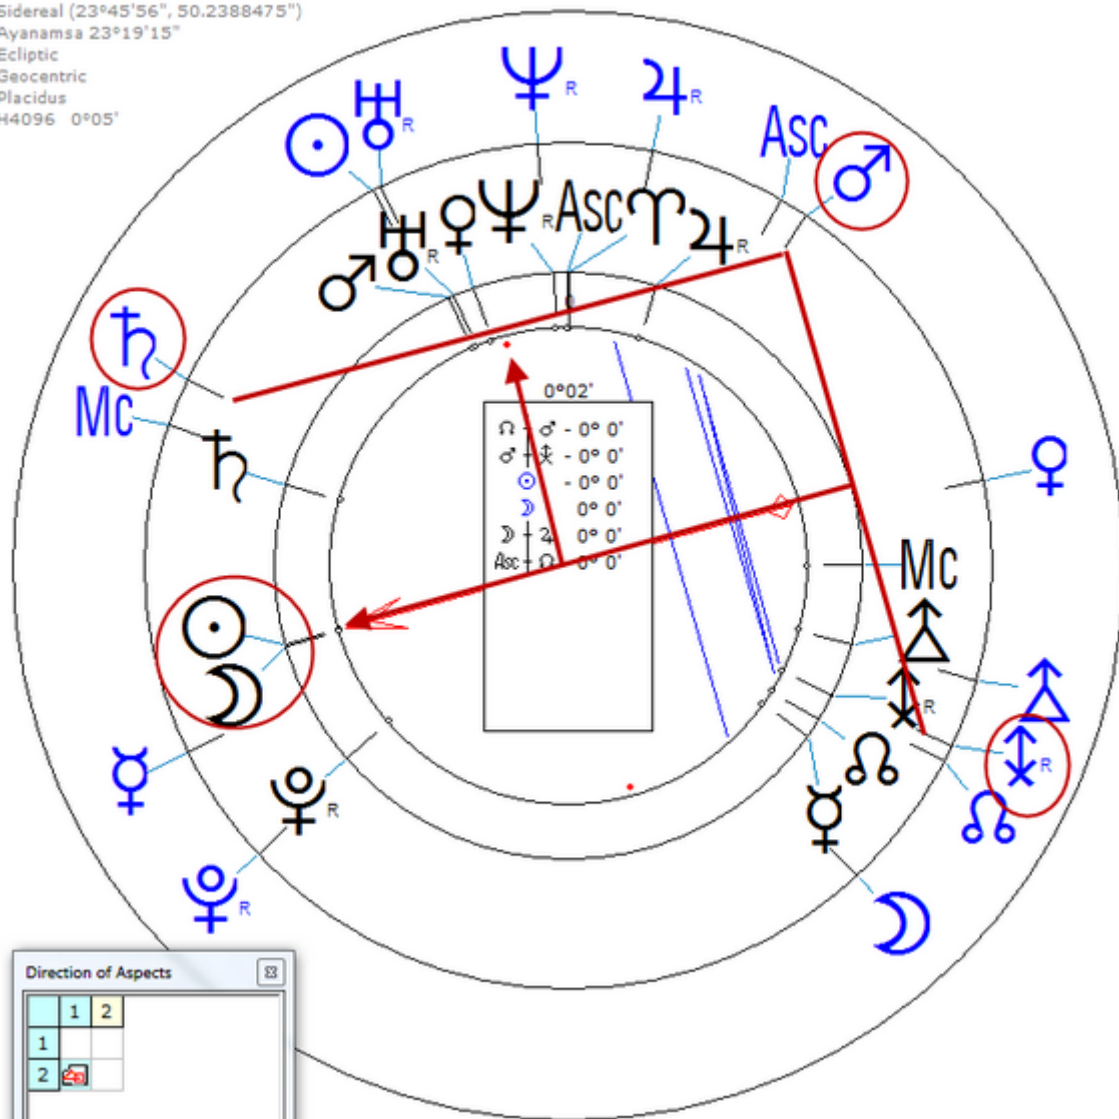 Sidereal (23°45'56", 50.2388475")
Ayanamsa 23°19'15"
Ecliptic
Geocentric
Placidus
H4096 0°05'
♆ R
♃ R
♅ R
☉
Asc
♂
♀ ♆ R Asc ♈ ♃ R
♅ R
♂
♄
Mc
♄
0°02'
☊ + ♂ - 0° 0'
♂ + - 0° 0'
☉ - 0° 0'
☽ 0° 0'
☽ + ♃ 0° 0'
Asc + ☊ - 0° 0'
♀
Mc
☉
☽
R
R
☊
☊
☿
☿
♇ R
♇ R
☽
Direction of Aspects
1 2
1
2